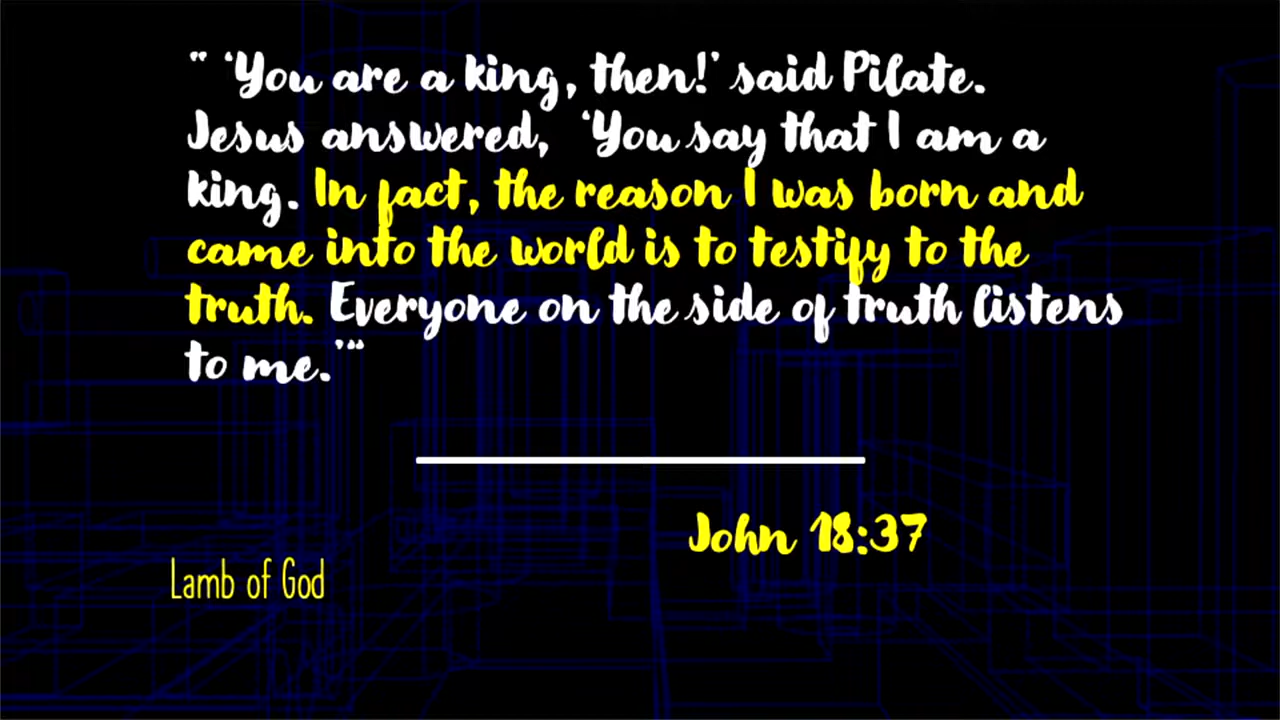 “ ‘You are a king, then!’ said Pilate.
Jesus answered, ‘You say that I am a
king. In fact, the reason I was born and
came into the world is to testify to the
truth. Everyone on the side of truth listens
to me.’“
John 18:37
Lamb of God